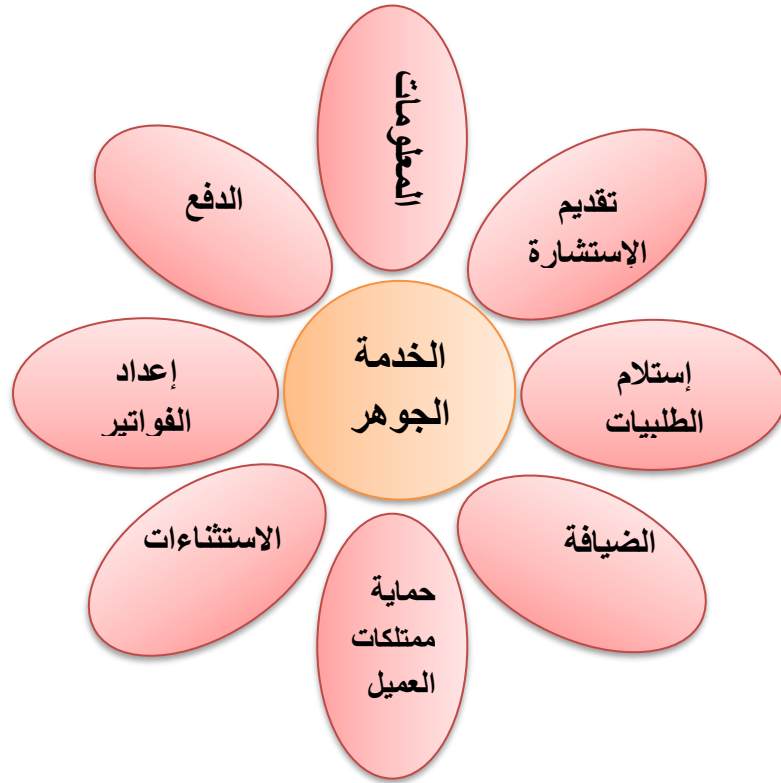 المعلومات
تقديم
الإستشارة
إستلام
الطلبيات
الضيافة
حماية
ممتلكات
العميل
الاستثناءات
إعداد
الفواتير
الدفع
الخدمة
الجوهر